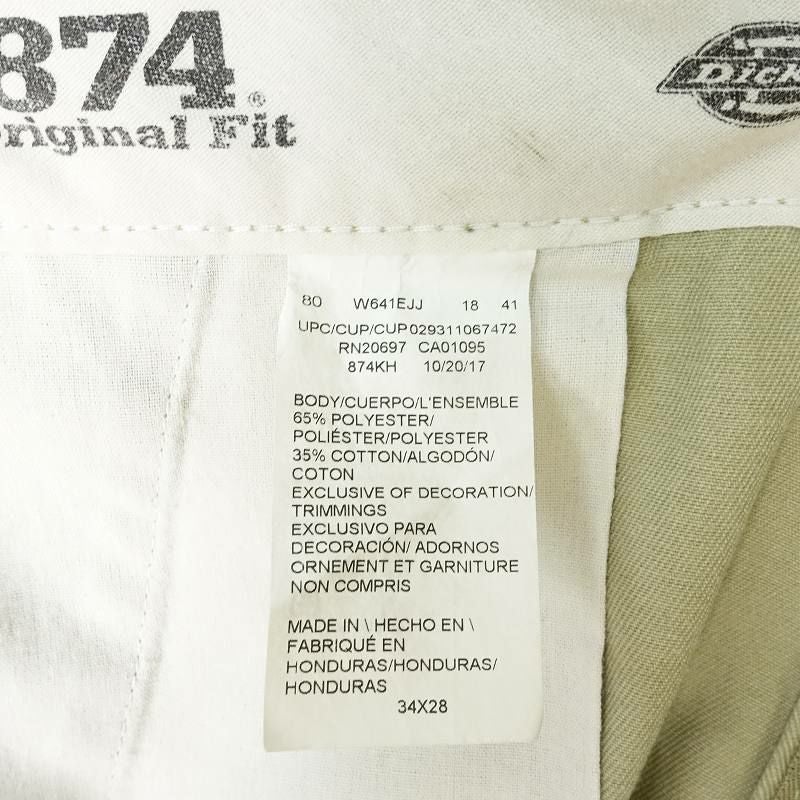 874®
Original Fit
Dickies
80 W641EJJ 18 41
UPC/CUP/CUP029311067472
RN20697 CA01095
874KH 10/20/17
BODY/CUERPO/L'ENSEMBLE
65% POLYESTER/
POLIÉSTER/POLYESTER
35% COTTON/ALGODÓN/
COTON
EXCLUSIVE OF DECORATION/
TRIMMINGS
EXCLUSIVO PARA
DECORACIÓN/ ADORNOS
ORNEMENT ET GARNITURE
NON COMPRIS
MADE IN \ HECHO EN \
FABRIQUÉ EN
HONDURAS/HONDURAS/
HONDURAS
34X28